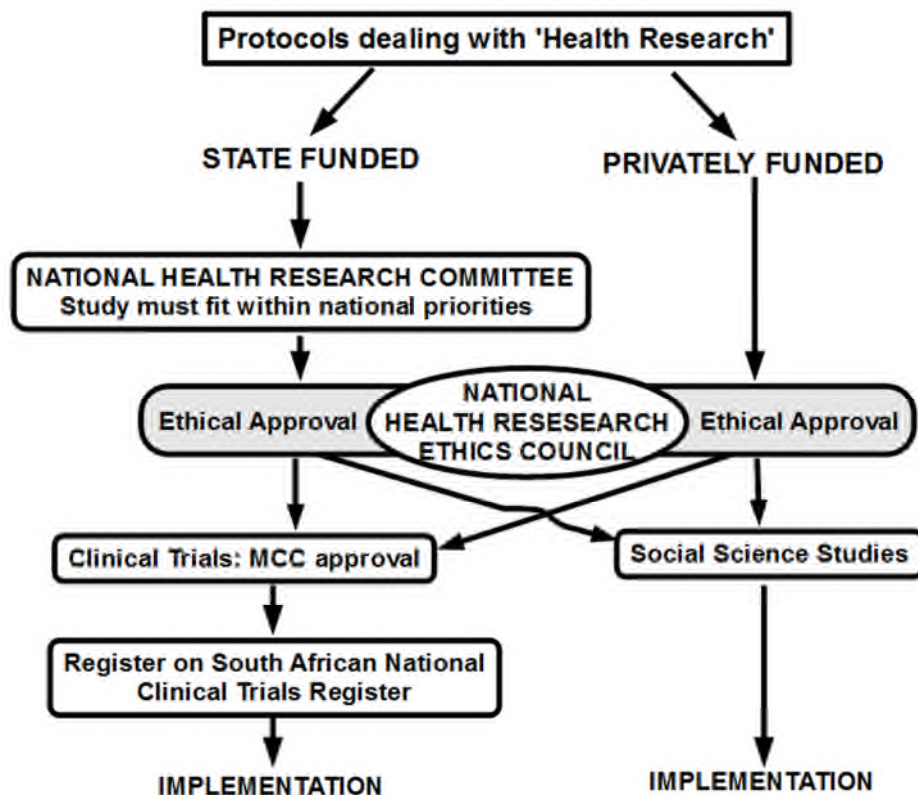 Protocols dealing with 'Health Research'
STATE FUNDED
PRIVATELY FUNDED
NATIONAL HEALTH RESEARCH COMMITTEE
Study must fit within national priorities
Ethical Approval
NATIONAL
HEALTH RESESEARCH
ETHICS COUNCIL
Ethical Approval
Clinical Trials: MCC approval
Social Science Studies
Register on South African National
Clinical Trials Register
IMPLEMENTATION
IMPLEMENTATION